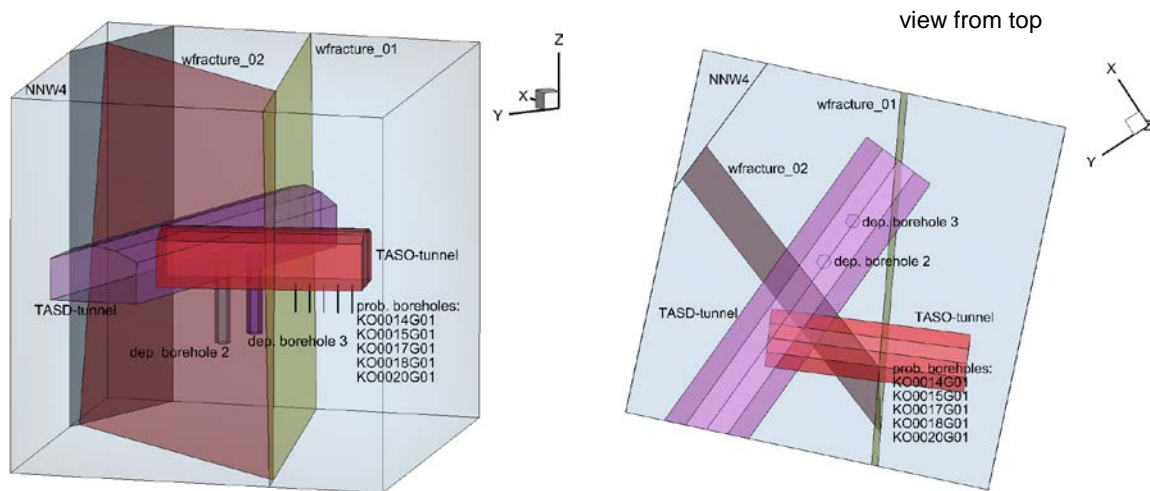 view from top
wfracture_01
wfracture_02
NNW4
Z
X
Y
TASO-tunnel
TASD-tunnel
prob. boreholes:
KO0014G01
KO0015G01
KO0017G01
KO0018G01
KO0020G01
dep. borehole 2
dep. borehole 3
NNW4
wfracture_01
wfracture_02
X
Y
Z
dep. borehole 3
dep. borehole 2
TASD-tunnel
TASO-tunnel
prob. boreholes:
KO0014G01
KO0015G01
KO0017G01
KO0018G01
KO0020G01